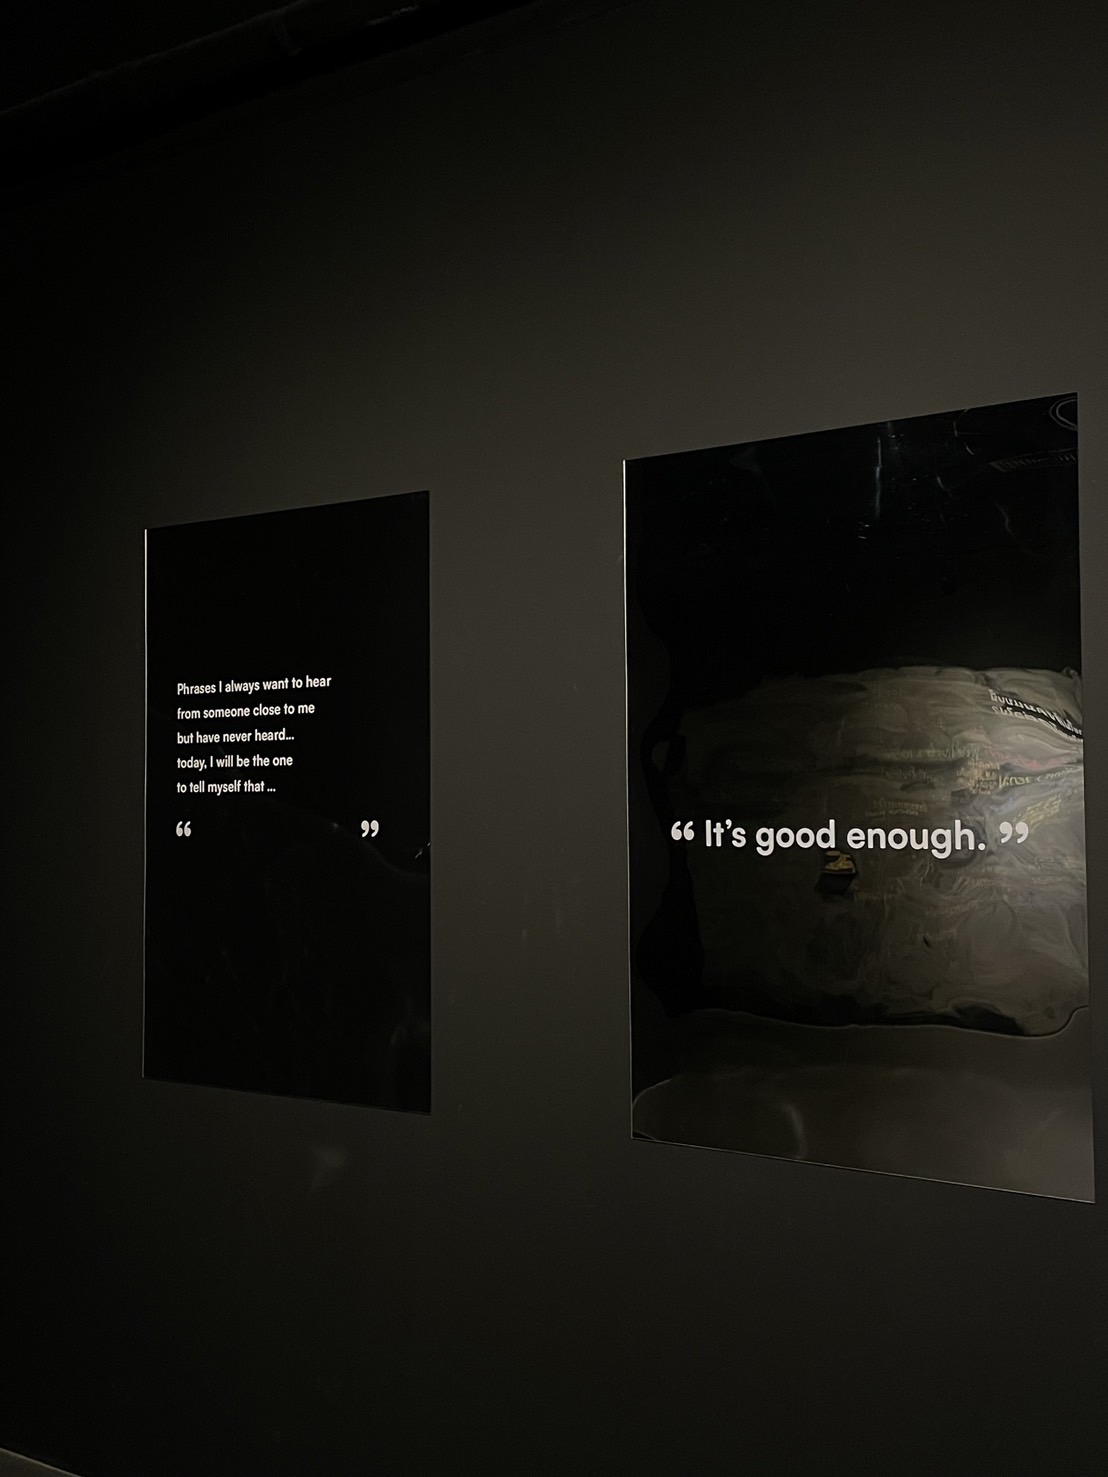 Phrases I always want to hear
from someone close to me
but have never heard...
today, I will be the one
to tell myself that ...
“ ”
“ It’s good enough. ”